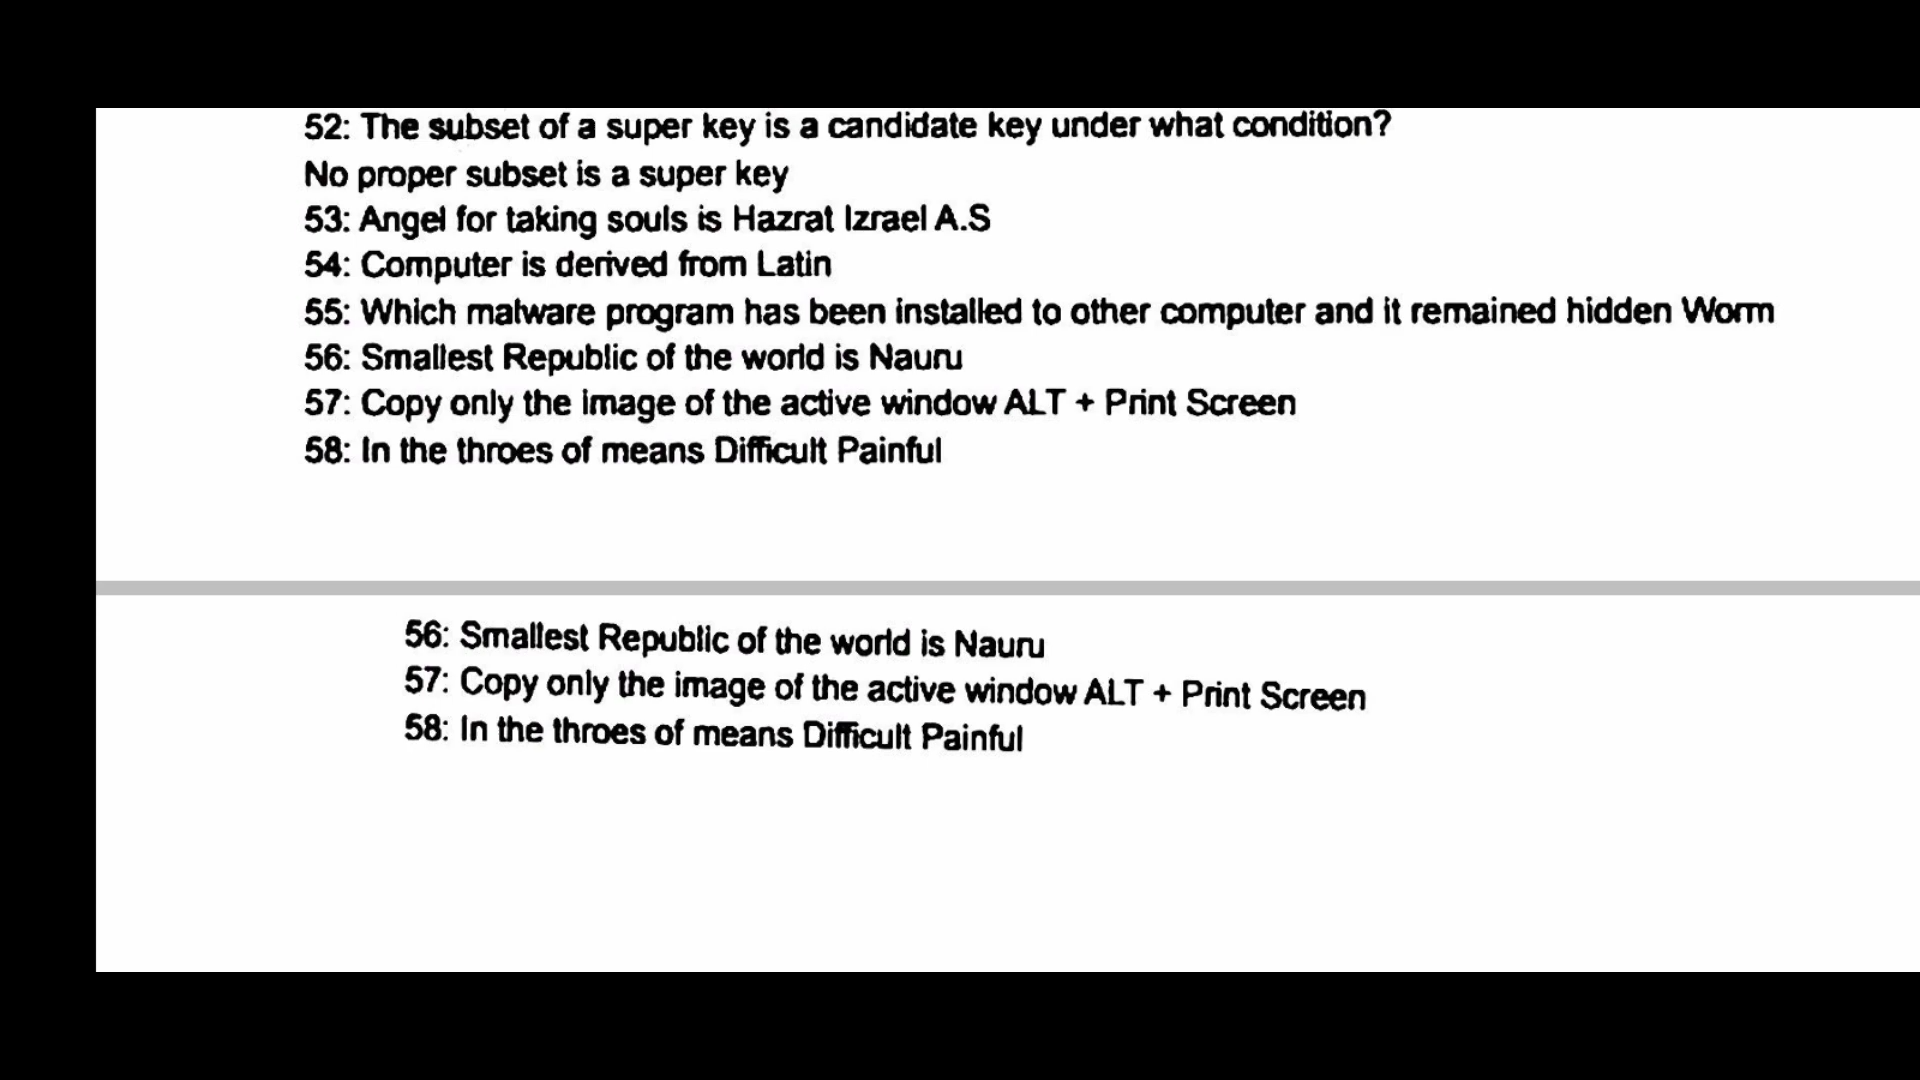 52: The subset of a super key is a candidate key under what condition?
No proper subset is a super key
53: Angel for taking souls is Hazrat Izrael A.S
54: Computer is derived from Latin
55: Which malware program has been installed to other computer and it remained hidden Worm
56: Smallest Republic of the world is Nauru
57: Copy only the image of the active window ALT + Print Screen
58: In the throes of means Difficult Painful
56: Smallest Republic of the world is Nauru
57: Copy only the image of the active window ALT + Print Screen
58: In the throes of means Difficult Painful